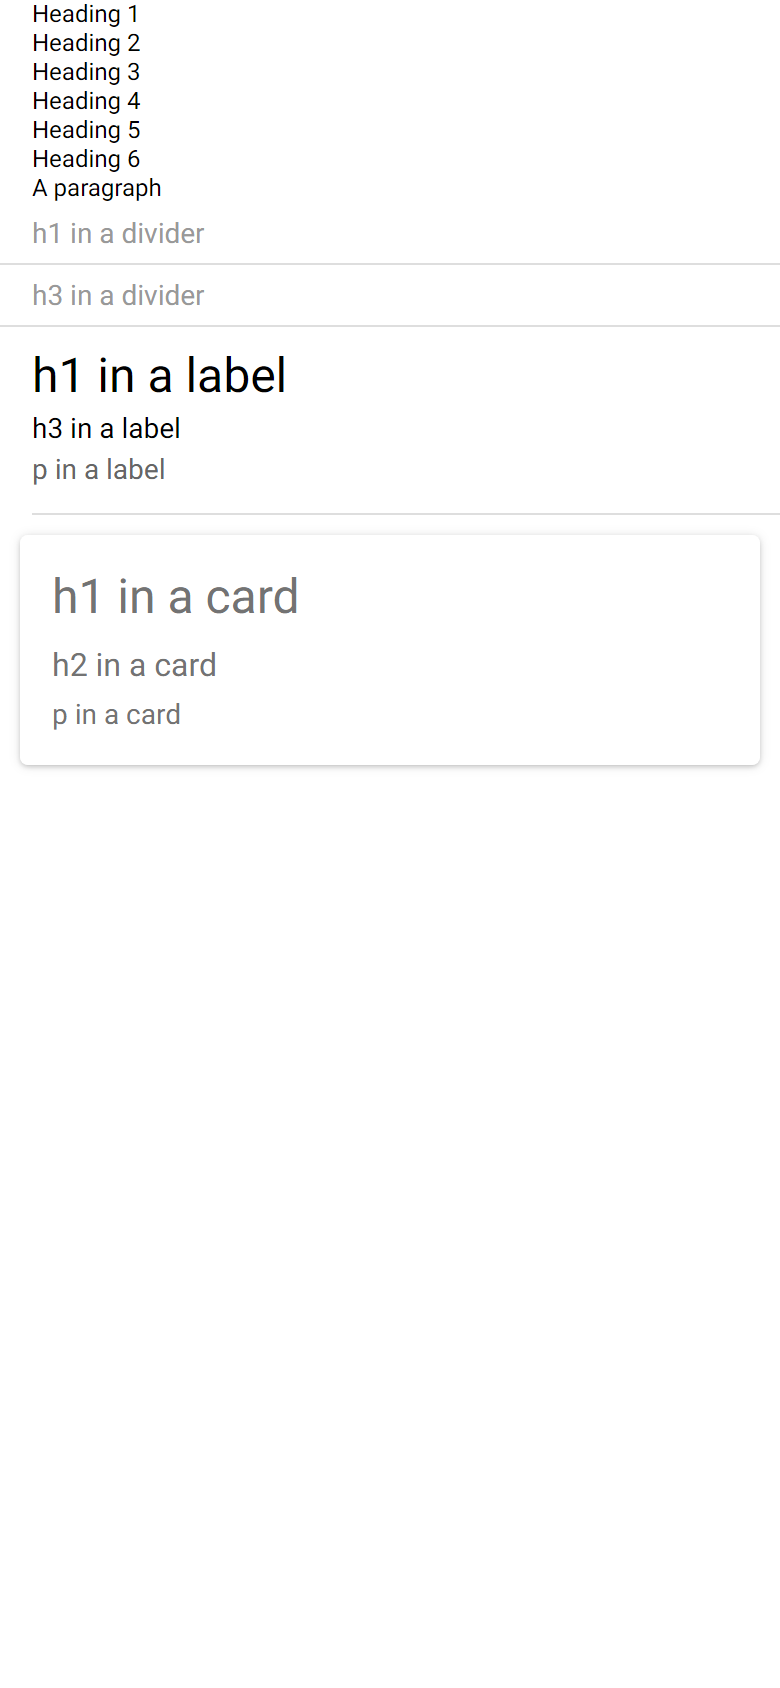 Heading 1
Heading 2
Heading 3
Heading 4
Heading 5
Heading 6
A paragraph
h1 in a divider
h3 in a divider
h1 in a label
h3 in a label
p in a label
h1 in a card
h2 in a card
p in a card